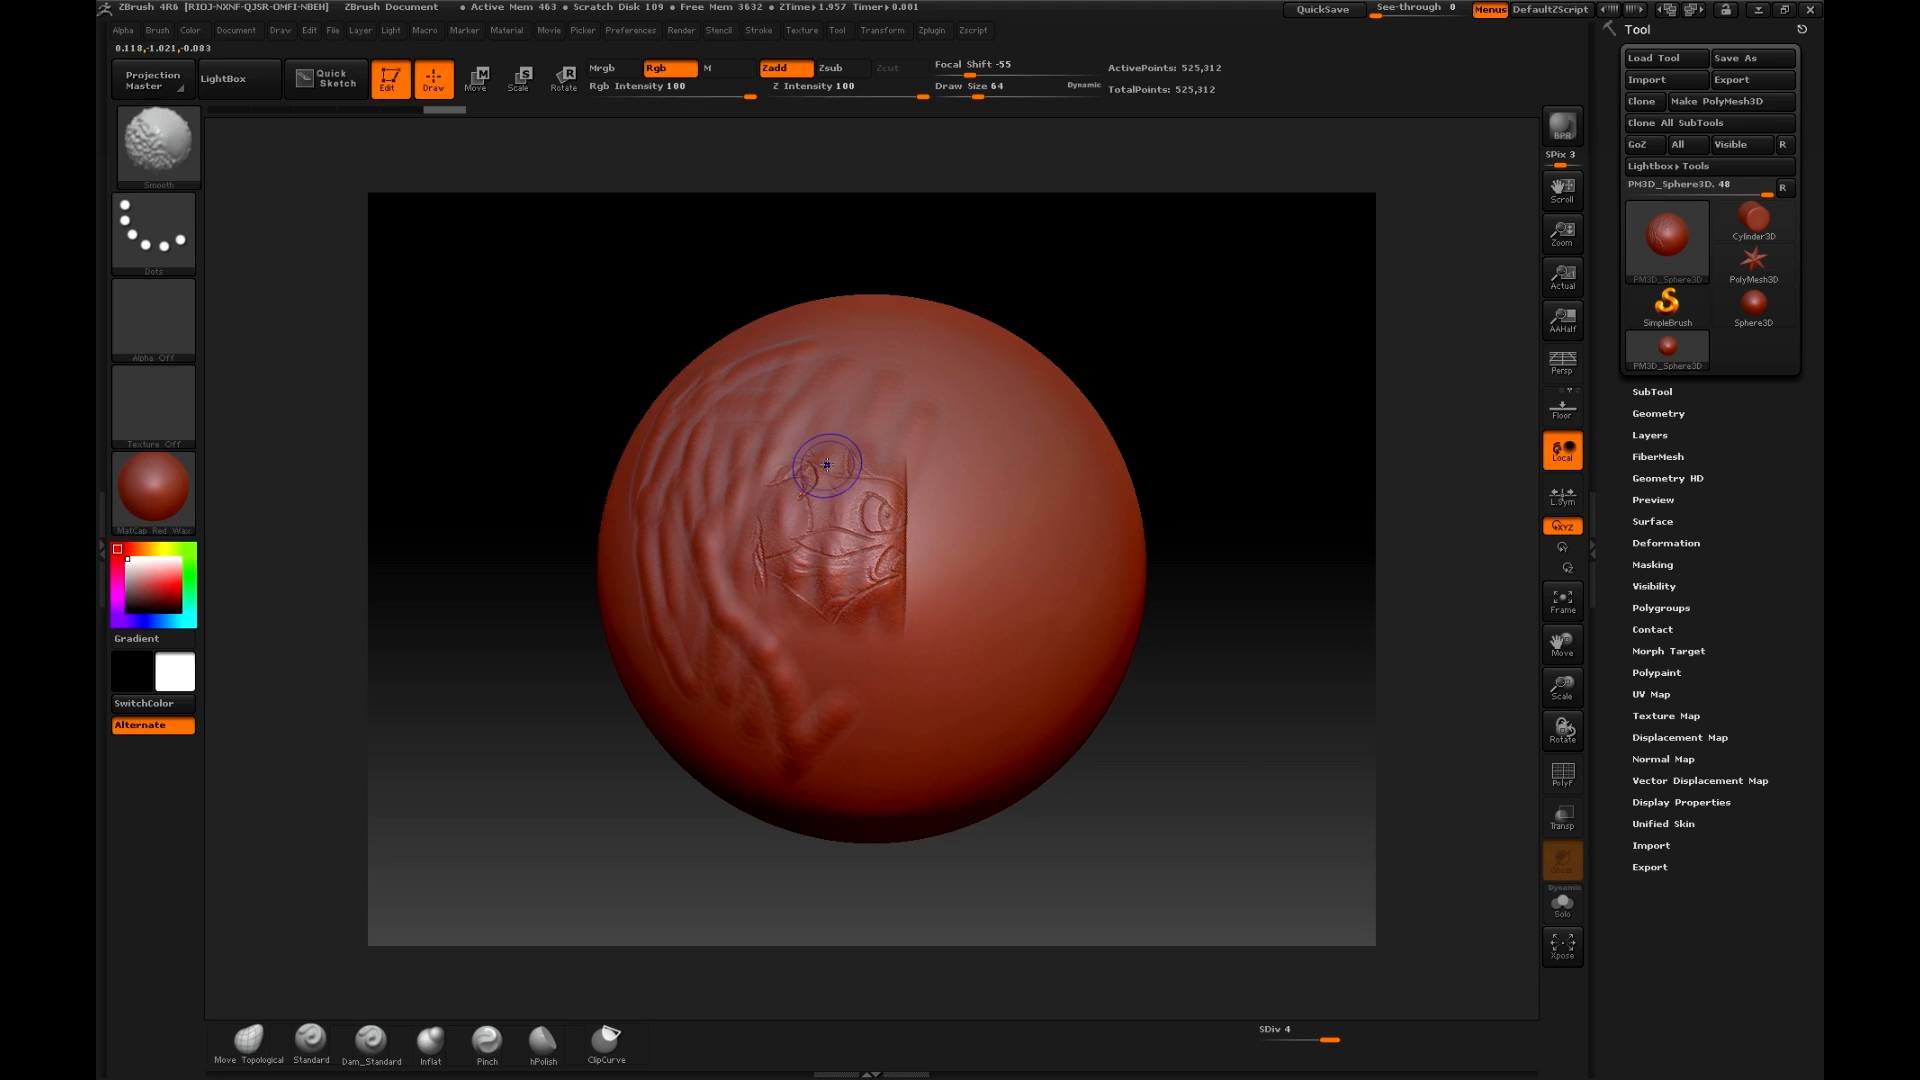 ZBrush 4R6 [RIOJ-NXNF-QJSR-OMFI-NBEH] ZBrush Document • Active Mem 463 • Scratch Disk 109 • Free Mem 3632 • ZTime▸1.957 Timer▸0.001 QuickSave See-through 0 Menus DefaultZScript
Alpha Brush Color Document Draw Edit File Layer Light Macro Marker Material Movie Picker Preferences Render Stencil Stroke Texture Tool Transform Zplugin Zscript
0.118,-1.021,-0.083
Projection Master
LightBox
Quick Sketch
Edit
Draw
Move
Scale
Rotate
Mrgb Rgb M
Rgb Intensity 100
Zadd Zsub Zcut
Z Intensity 100
Focal Shift -55
Draw Size 64 Dynamic
ActivePoints: 525,312
TotalPoints: 525,312
Smooth
Dots
Alpha Off
Texture Off
MatCap Red Wax
Gradient
SwitchColor
Alternate
BPR
SPix 3
Scroll
Zoom
Actual
AAHalf
Persp
Floor
Local
L.Sym
XYZ
Frame
Move
Scale
Rotate
PolyF
Transp
Dynamic
Solo
Xpose
Tool
Load Tool Save As
Import Export
Clone Make PolyMesh3D
Clone All SubTools
GoZ All Visible R
Lightbox▸Tools
PM3D_Sphere3D. 48 R
PM3D_Sphere3D
Cylinder3D
PolyMesh3D
SimpleBrush
Sphere3D
PM3D_Sphere3D
SubTool
Geometry
Layers
FiberMesh
Geometry HD
Preview
Surface
Deformation
Masking
Visibility
Polygroups
Contact
Morph Target
Polypaint
UV Map
Texture Map
Displacement Map
Normal Map
Vector Displacement Map
Display Properties
Unified Skin
Import
Export
Move Topological Standard Dam_Standard Inflat Pinch hPolish ClipCurve
SDiv 4